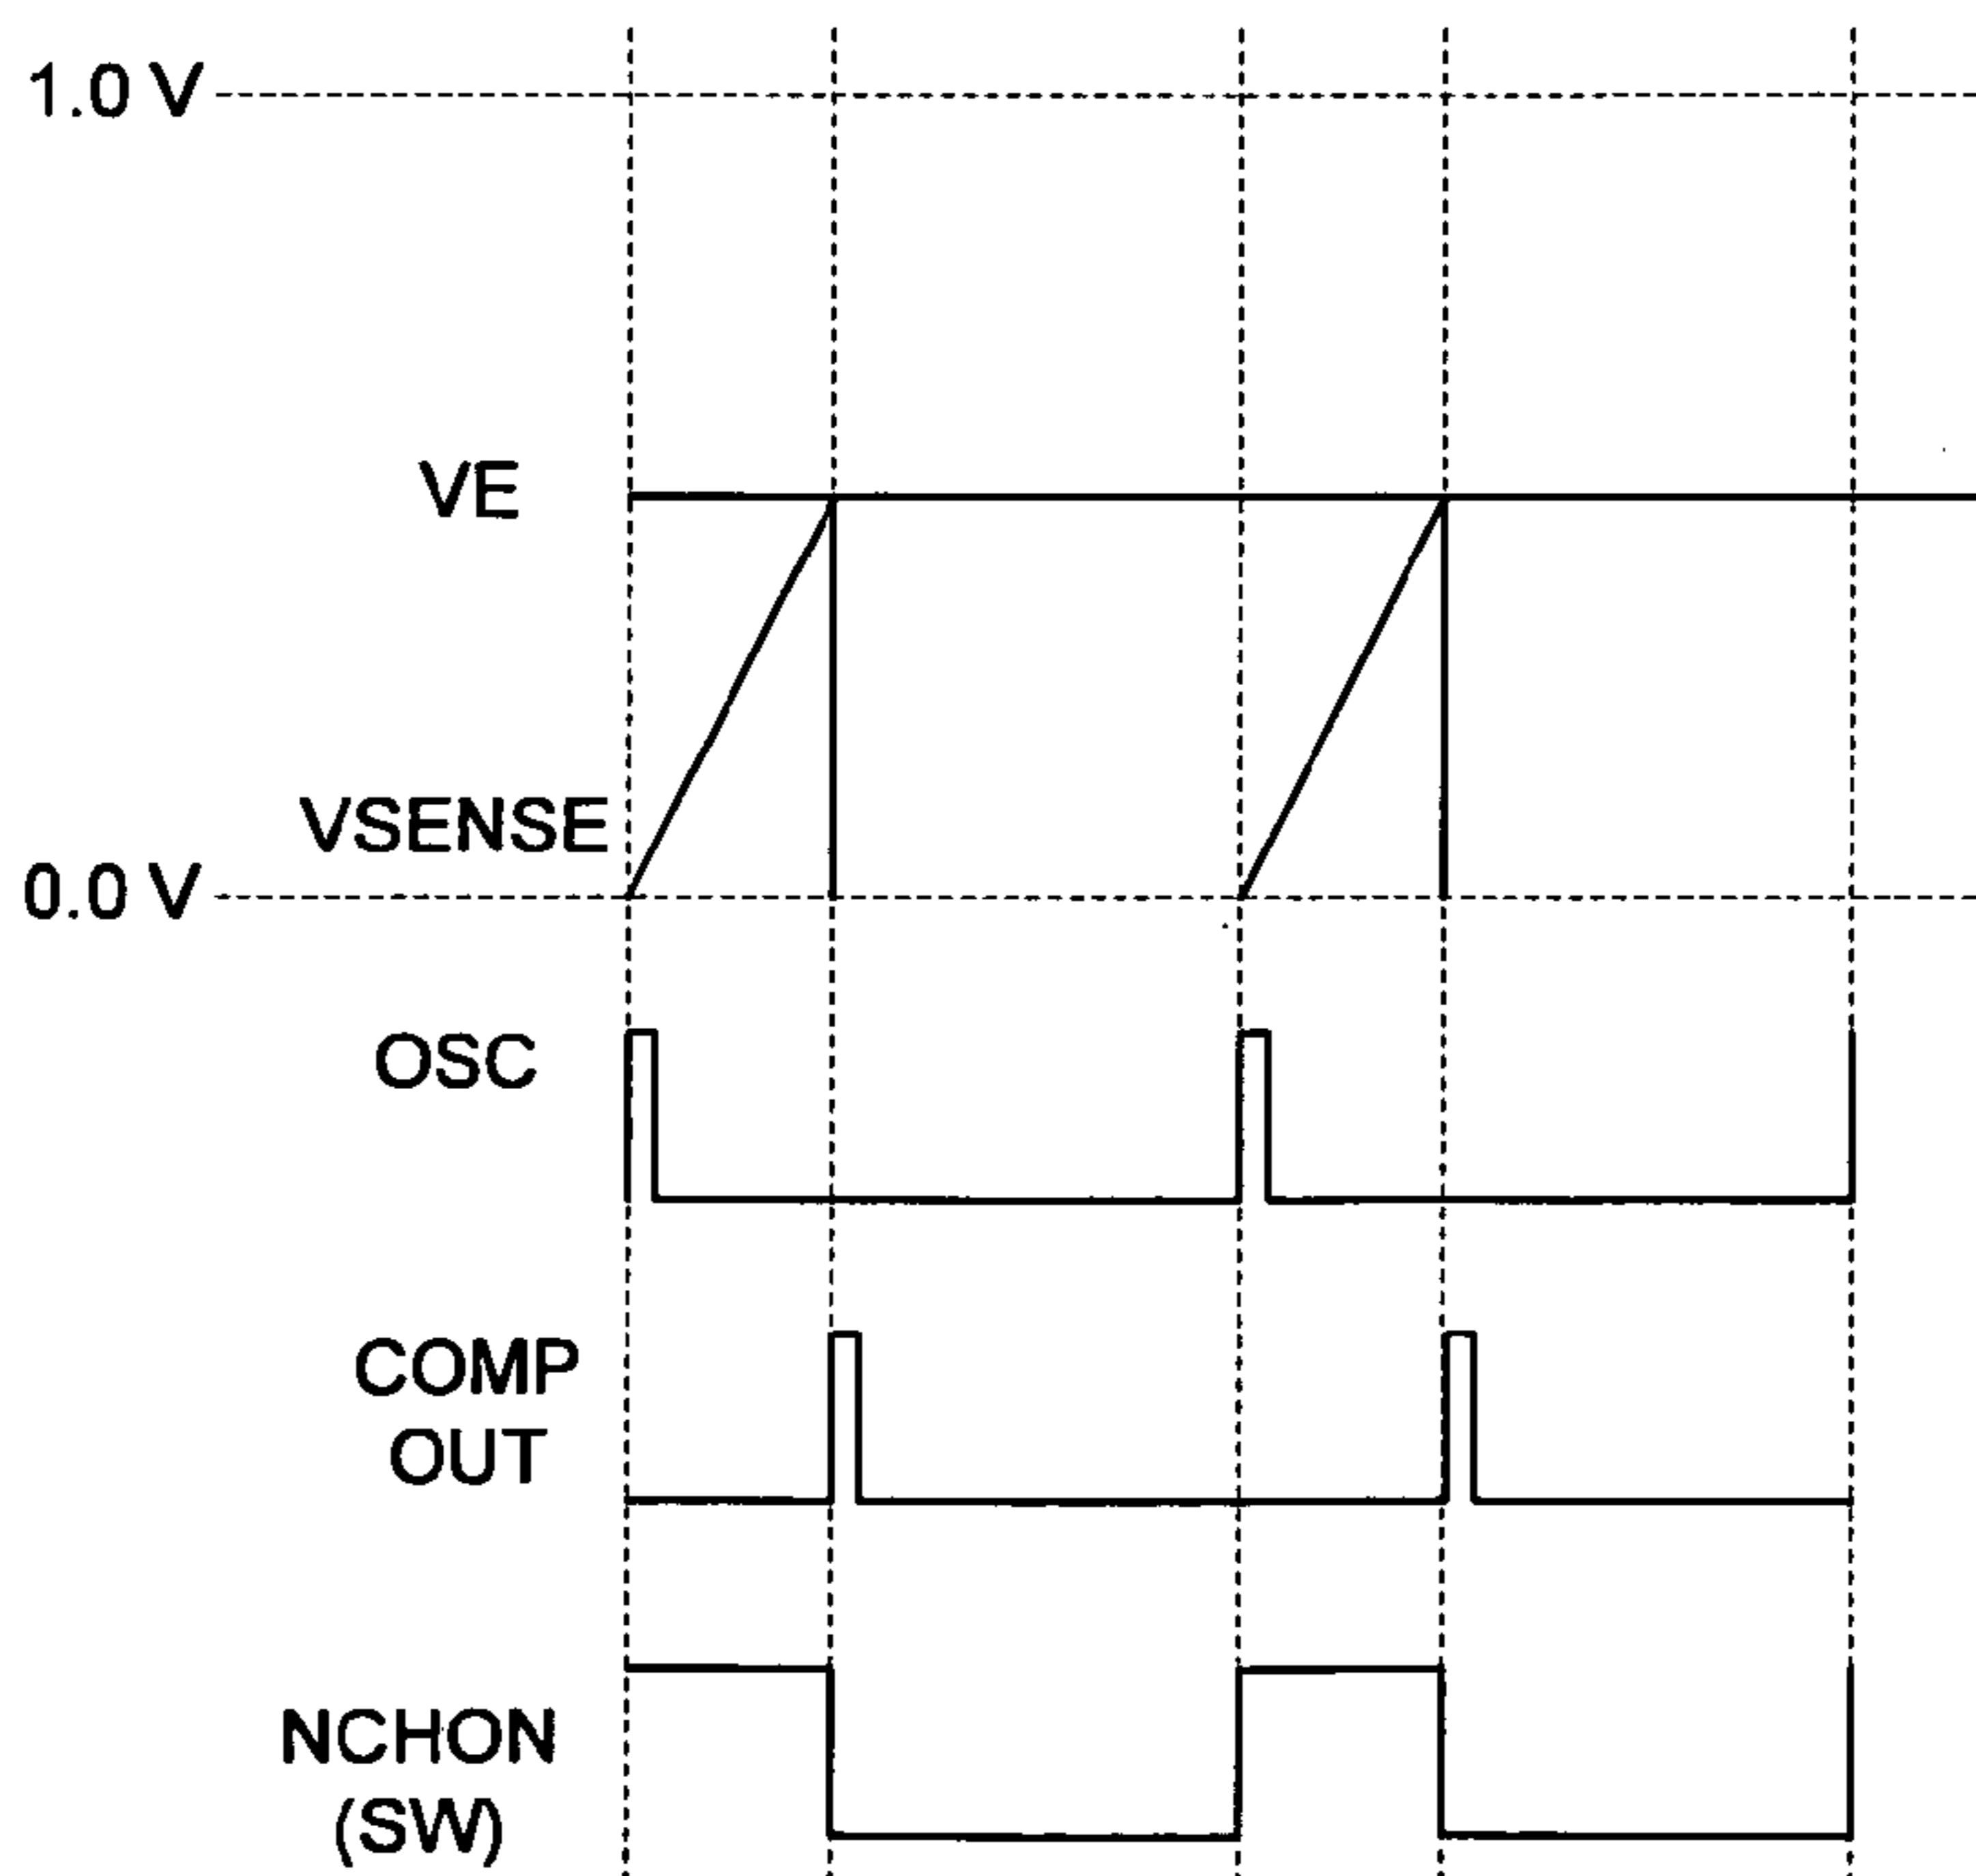 1.0 V
VE
VSENSE
0.0 V
OSC
COMP
OUT
NCHON
(SW)